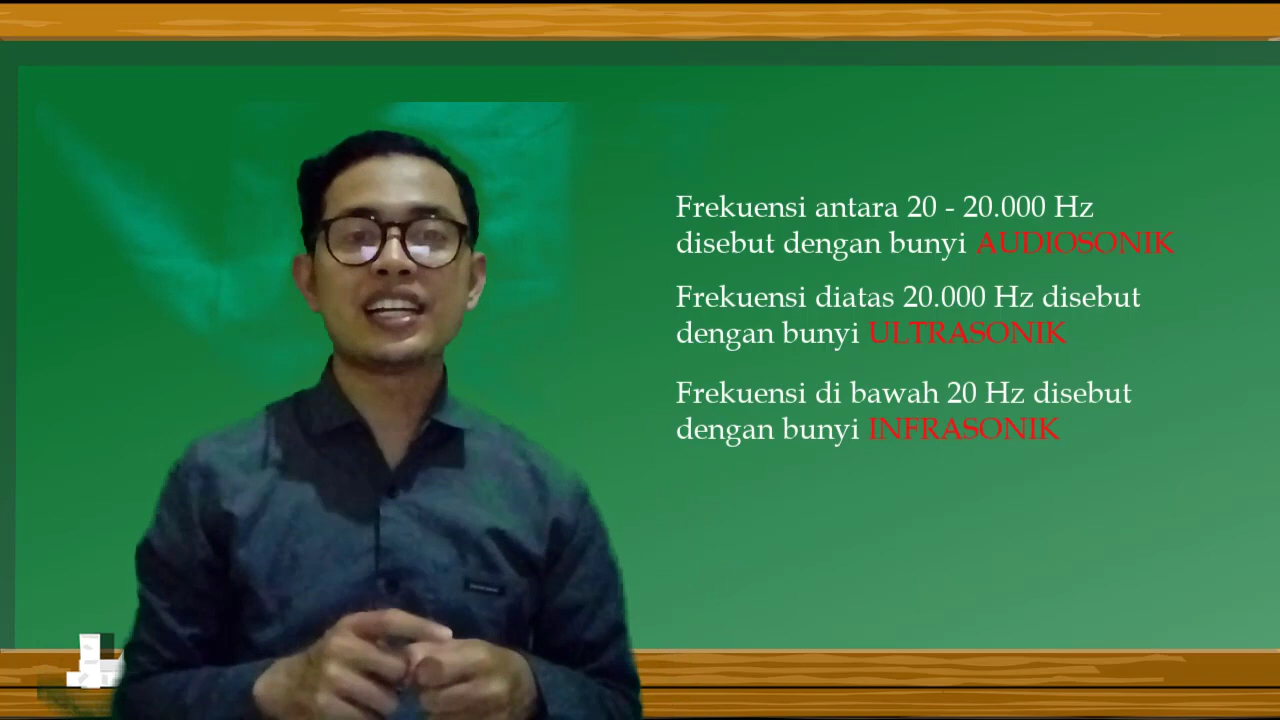 Frekuensi antara 20 - 20.000 Hz
disebut dengan bunyi AUDIOSONIK
Frekuensi diatas 20.000 Hz disebut
dengan bunyi ULTRASONIK
Frekuensi di bawah 20 Hz disebut
dengan bunyi INFRASONIK